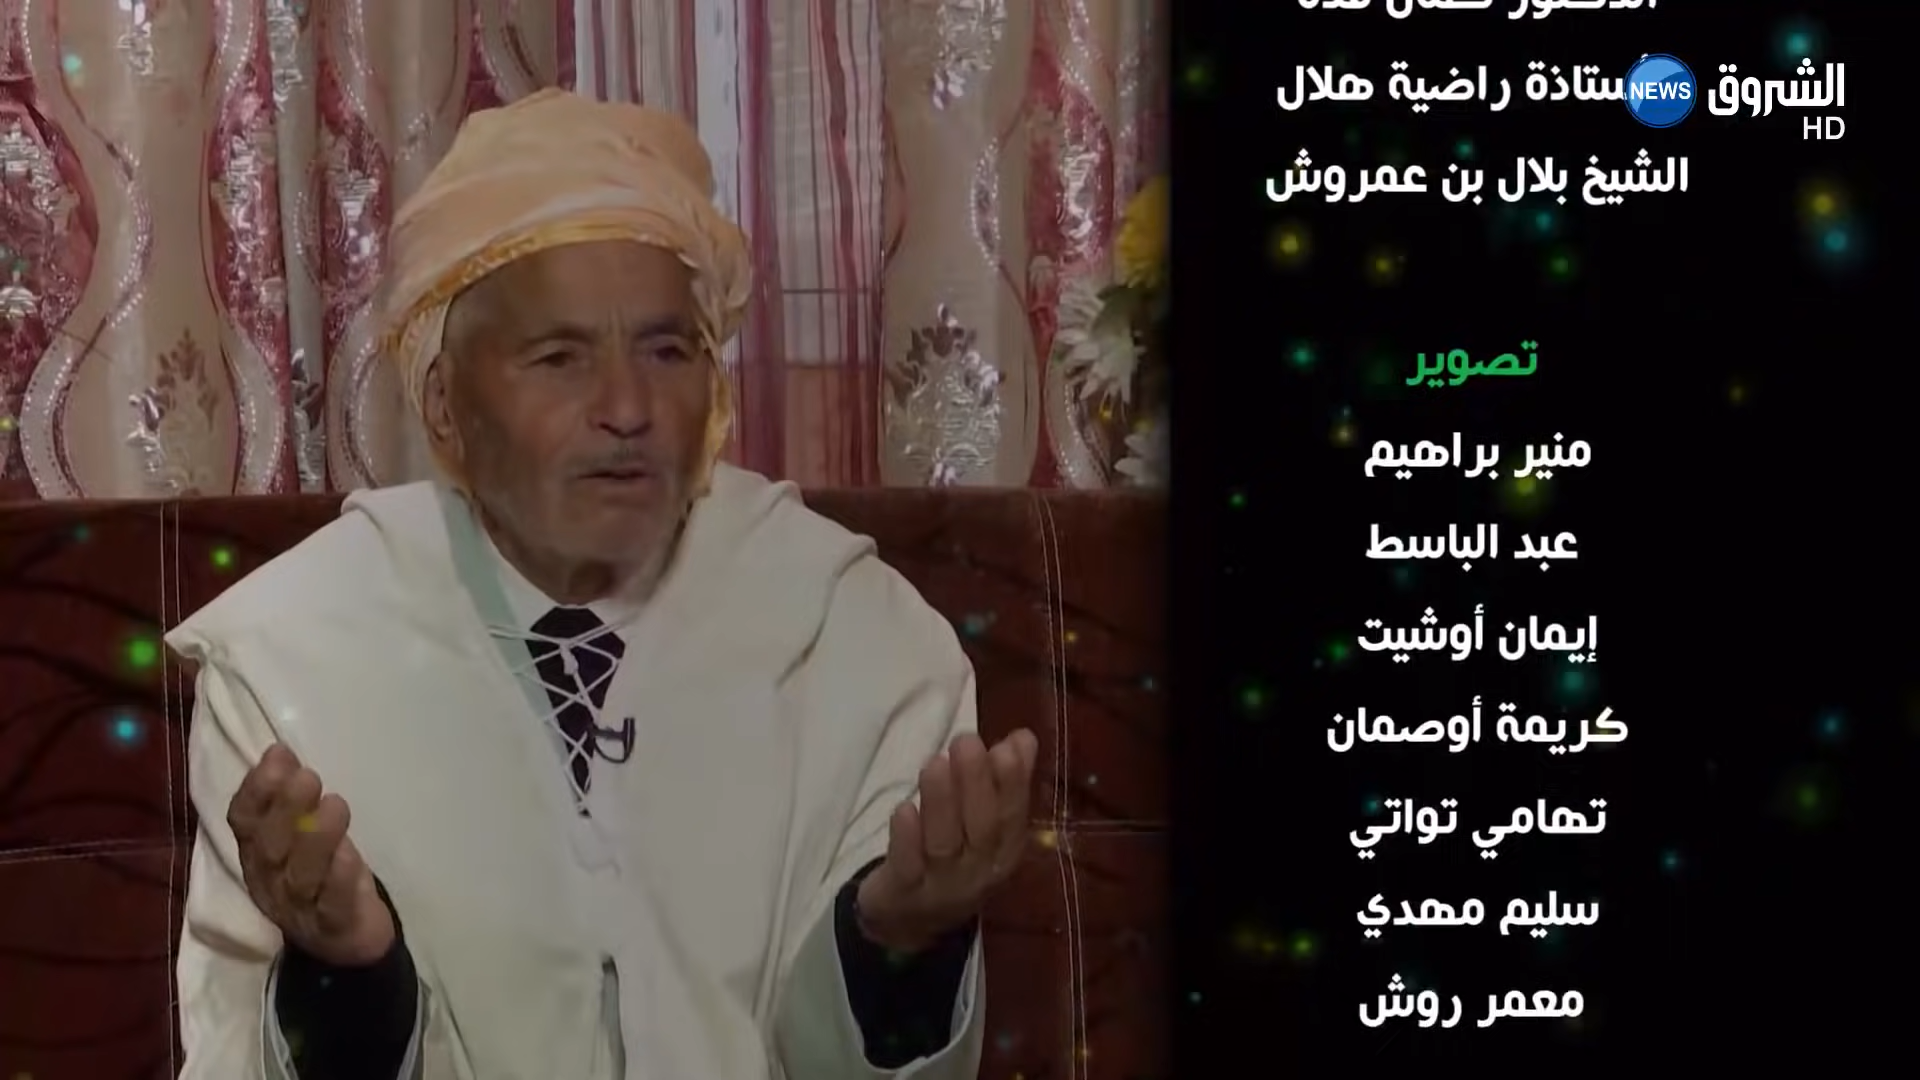 الشروق
NEWS
HD
راضية هلال
الشيخ بلال بن عمروش
تصوير
منير براهيم
عبد الباسط
إيمان أوشيت
كريمة أوصمان
تهامي تواتي
سليم مهدي
معمر روش